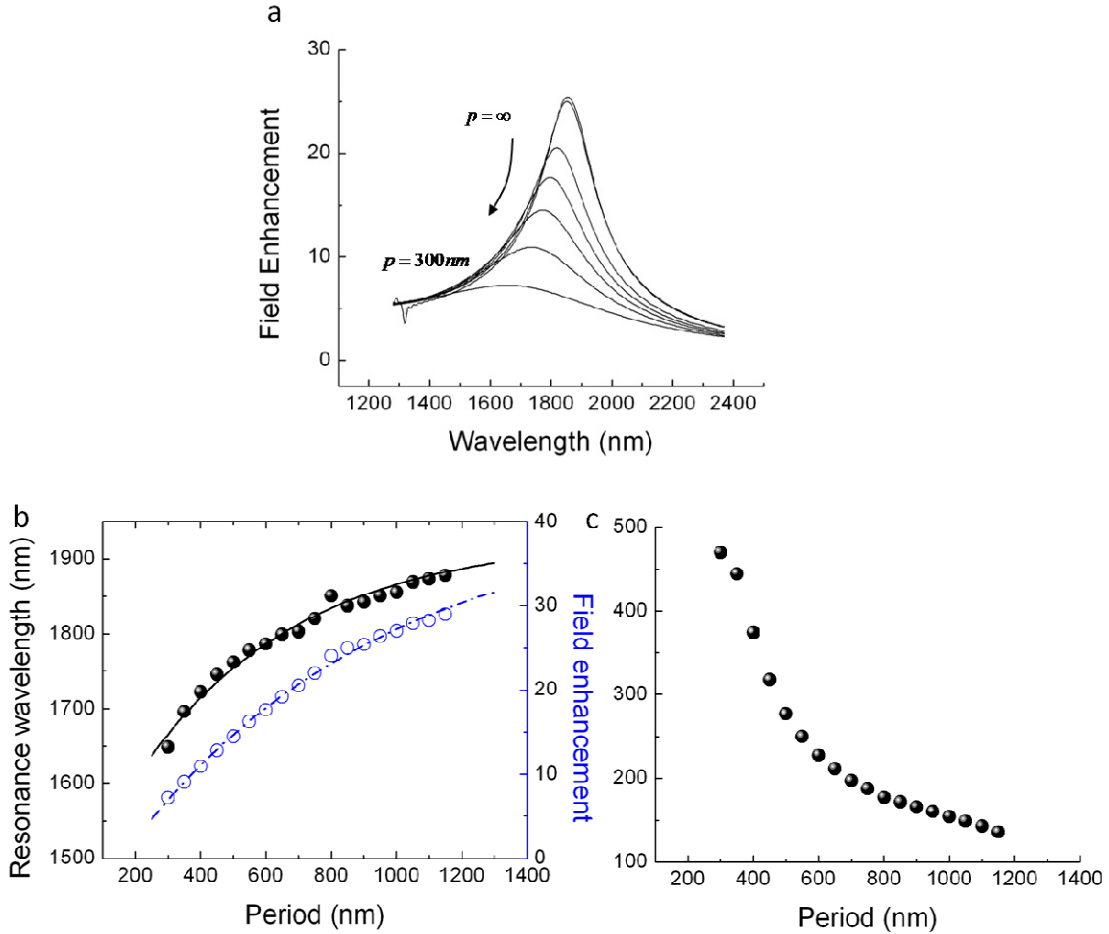 a
30
20
10
0
Field Enhancement
p = ∞
p = 300nm
1200 1400 1600 1800 2000 2200 2400
Wavelength (nm)
b
1900
1800
1700
1600
1500
Resonance wavelength (nm)
40
30
20
10
0
Field enhancement
200 400 600 800 1000 1200 1400
Period (nm)
c
500
400
300
200
100
200 400 600 800 1000 1200 1400
Period (nm)